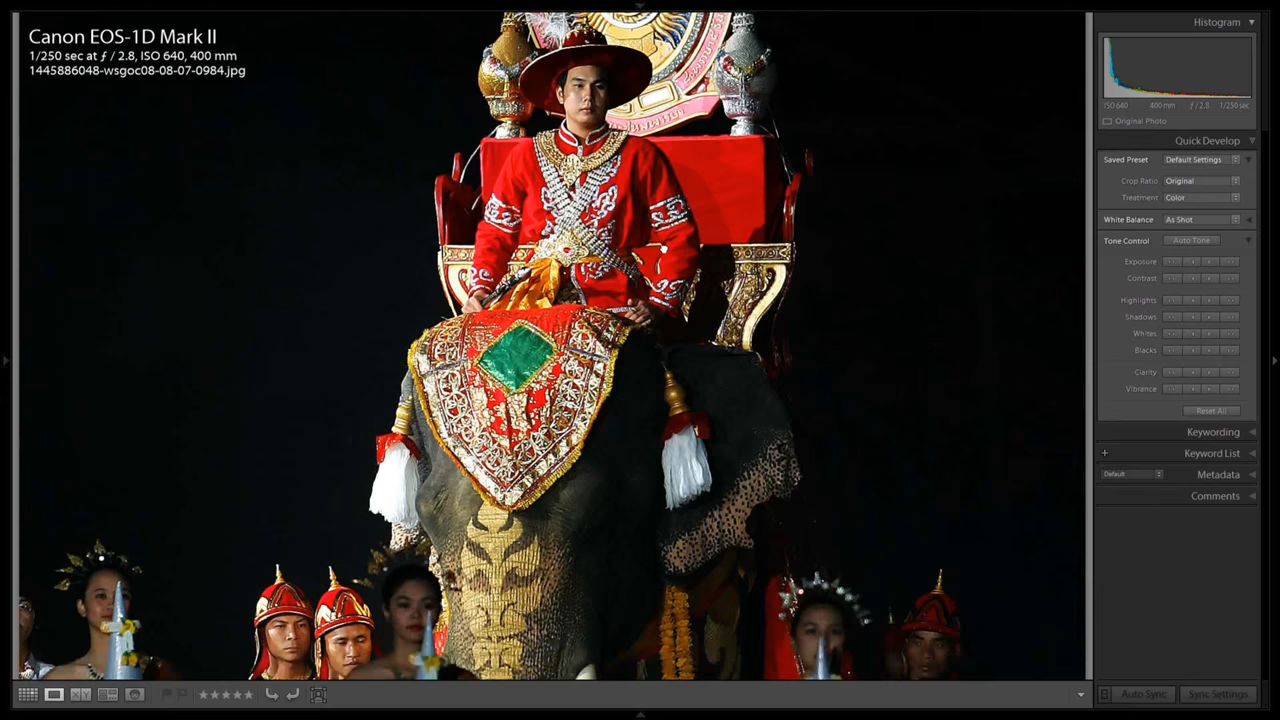 Canon EOS-1D Mark II
1/250 sec at ƒ / 2.8, ISO 640, 400 mm
1445886048-wsgoc08-08-07-0984.jpg
Histogram
ISO 640 400 mm ƒ / 2.8 1/250 sec
Original Photo
Quick Develop
Saved Preset Default Settings
Crop Ratio Original
Treatment Color
White Balance As Shot
Tone Control Auto Tone
Exposure
Contrast
Highlights
Shadows
Whites
Blacks
Clarity
Vibrance
Reset All
Keywording
+ Keyword List
Default Metadata
Comments
X Y
Auto Sync Sync Settings